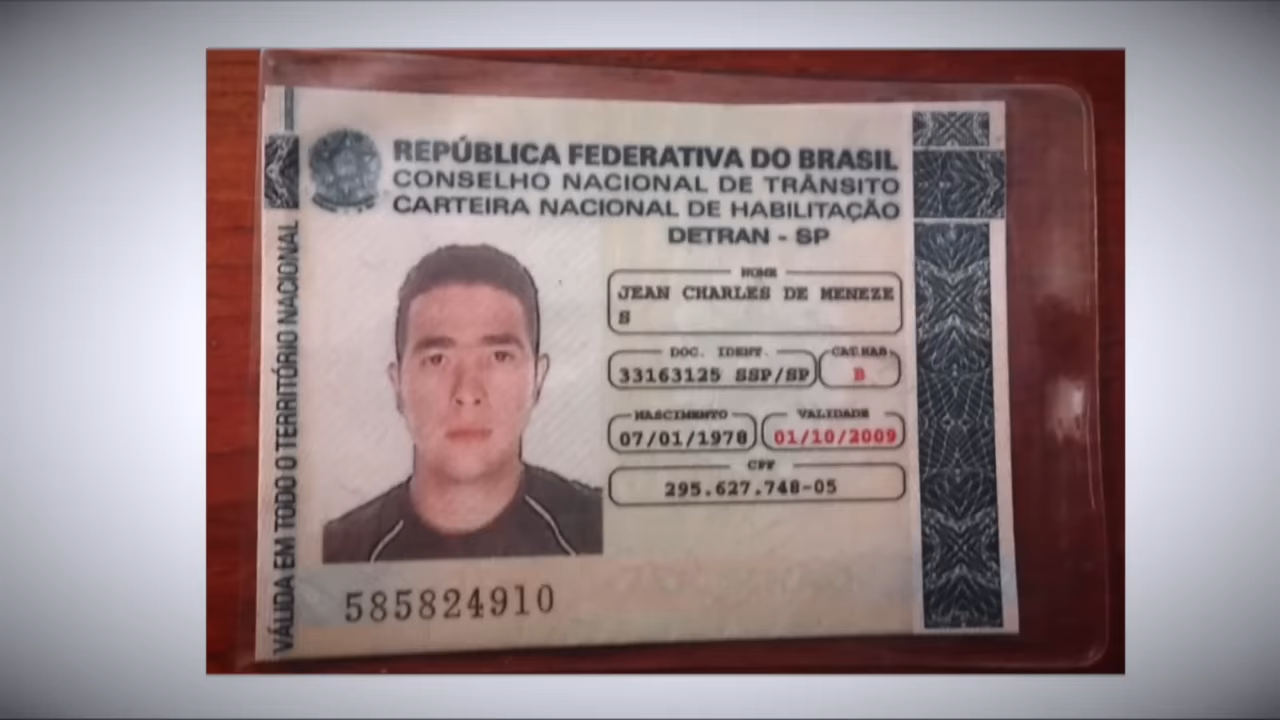 REPÚBLICA FEDERATIVA DO BRASIL
CONSELHO NACIONAL DE TRÂNSITO
CARTEIRA NACIONAL DE HABILITAÇÃO
DETRAN - SP
VÁLIDA EM TODO O TERRITÓRIO NACIONAL
NOME
JEAN CHARLES DE MENEZE
S
DOC. IDENT. CAT.HAB.
33163125 SSP/SP B
NASCIMENTO VALIDADE
07/01/1978 01/10/2009
CPF
295.627.748-05
585824910